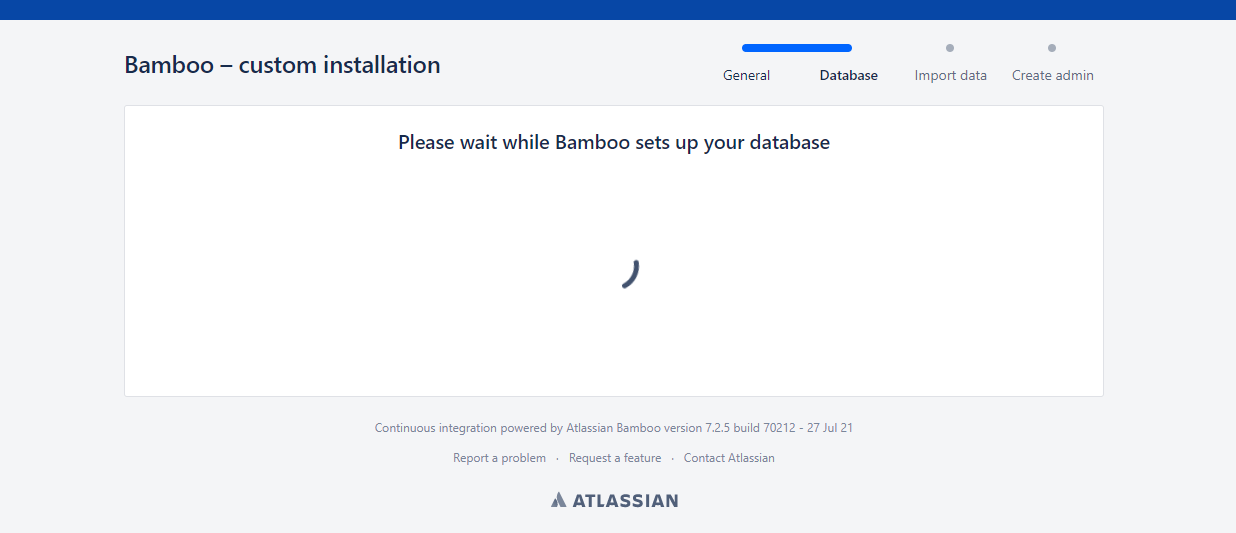 Bamboo – custom installation
General Database Import data Create admin
Please wait while Bamboo sets up your database
Continuous integration powered by Atlassian Bamboo version 7.2.5 build 70212 - 27 Jul 21
Report a problem · Request a feature · Contact Atlassian
ATLASSIAN